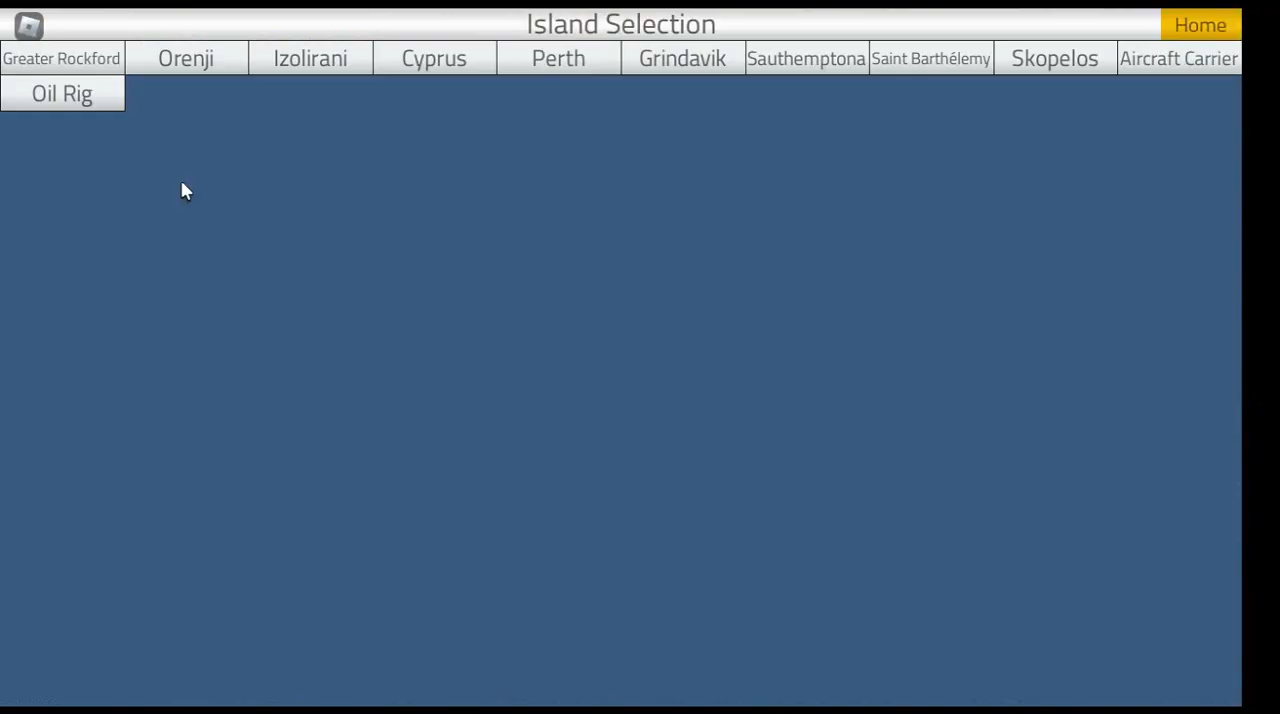 Island Selection
Home
Greater Rockford
Orenji
Izolirani
Cyprus
Perth
Grindavik
Sauthemptona
Saint Barthélemy
Skopelos
Aircraft Carrier
Oil Rig